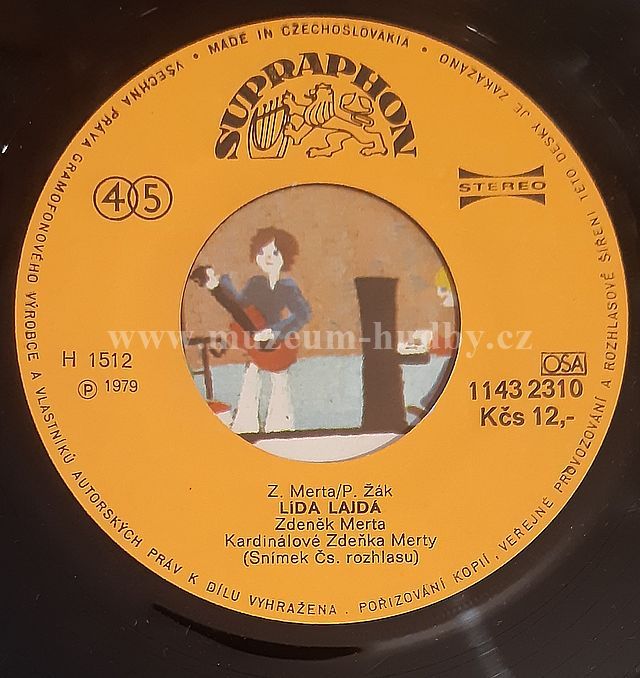 VŠECHNA PRÁVA GRAMOFONOVÉHO VÝROBCE A VLASTNÍKŮ AUTORSKÝCH PRÁV K DÍLU VYHRAŽENA . POŘIZOVÁNÍ KOPIÍ, VEŘEJNÉ PROVOZOVÁNÍ A ROZHLASOVÉ ŠÍŘENÍ TÉTO DESKY JE ZAKÁZÁNO • MADE IN CZECHOSLOVAKIA •
SUPRAPHON
45
STEREO
www.muzeum-hudby.cz
H 1512
℗ 1979
OSA
1143 2310
Kčs 12,-
Z. Merta/P. Žák
LÍDA LAJDÁ
Zdeněk Merta
Kardinálové Zdeňka Merty
(Snímek Čs. rozhlasu)